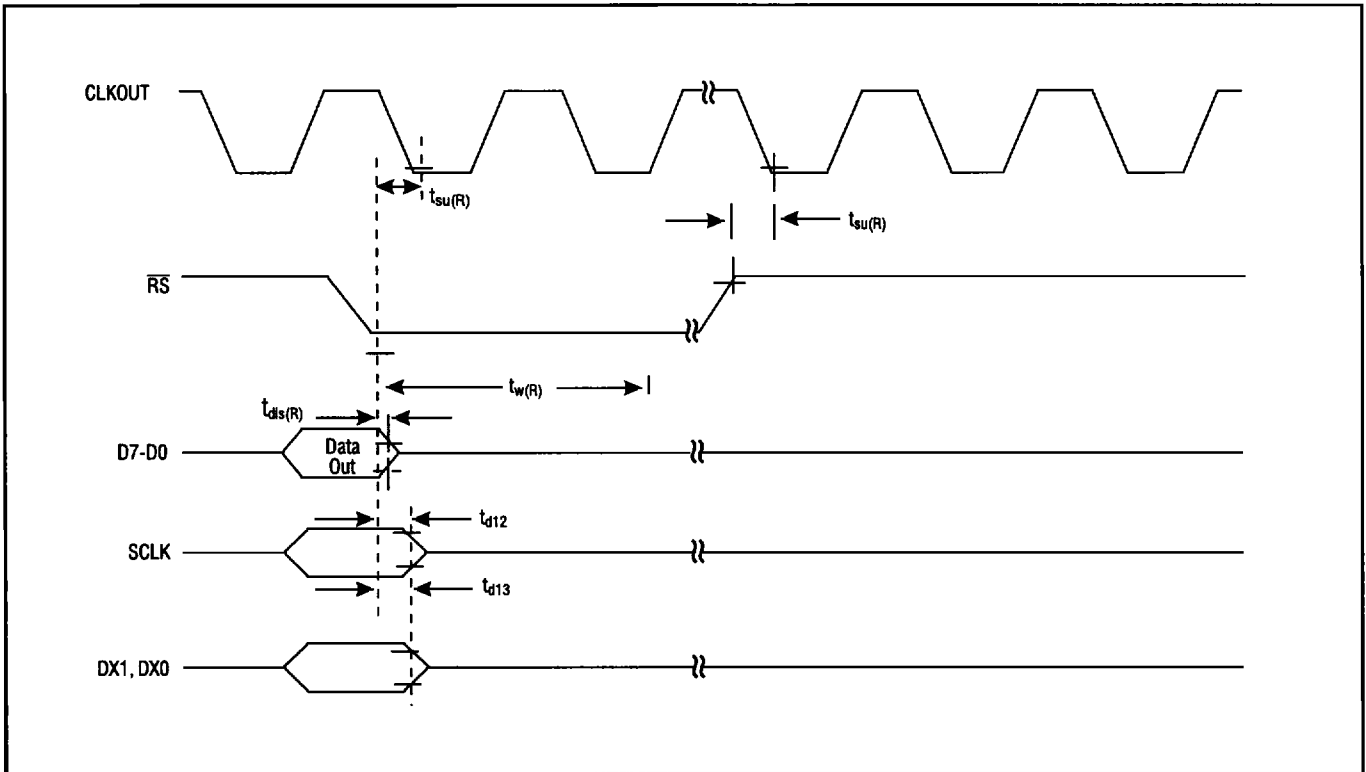 CLKOUT
tsu(R)
tsu(R)
RS
tw(R)
tdis(R)
D7-D0
Data
Out
td12
SCLK
td13
DX1, DX0